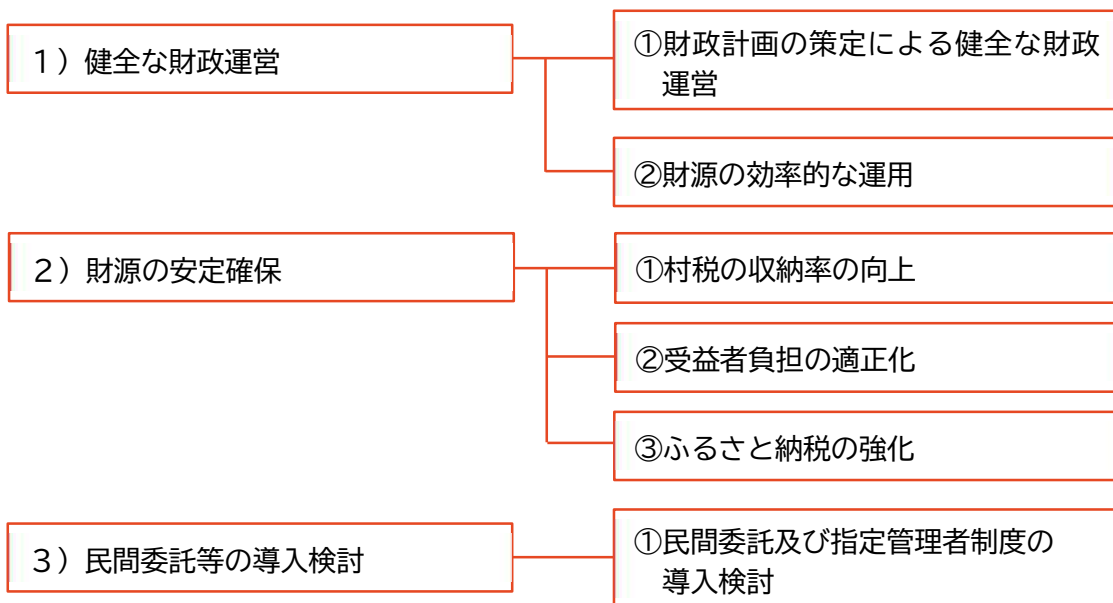 1）健全な財政運営
①財政計画の策定による健全な財政
運営
②財源の効率的な運用
2）財源の安定確保
①村税の収納率の向上
②受益者負担の適正化
③ふるさと納税の強化
3）民間委託等の導入検討
①民間委託及び指定管理者制度の
導入検討